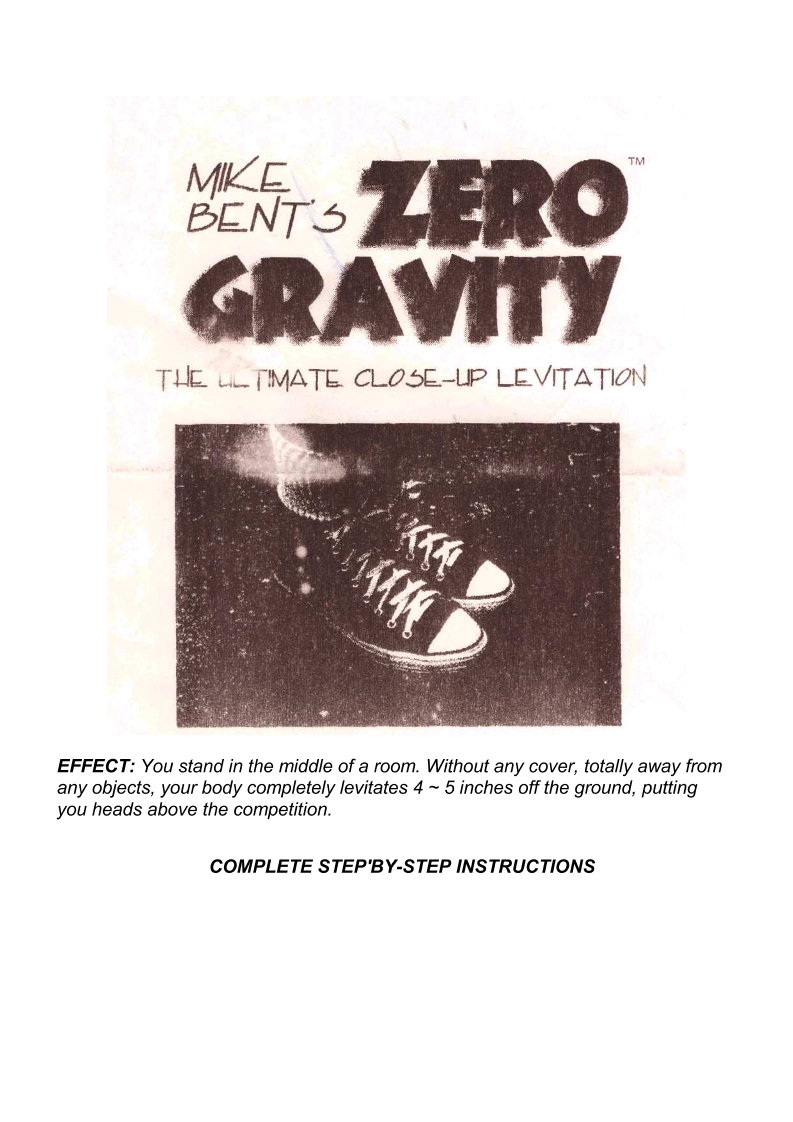 MIKE
BENT'S
ZERO™
GRAVITY
THE ULTIMATE CLOSE-UP LEVITATION
EFFECT: You stand in the middle of a room. Without any cover, totally away from
any objects, your body completely levitates 4 ~ 5 inches off the ground, putting
you heads above the competition.
COMPLETE STEP'BY-STEP INSTRUCTIONS